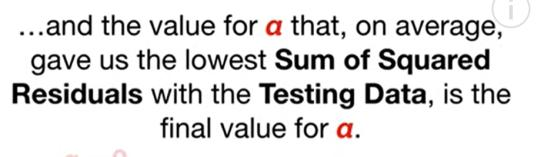 ...and the value for α that, on average,
gave us the lowest Sum of Squared
Residuals with the Testing Data, is the
final value for α.